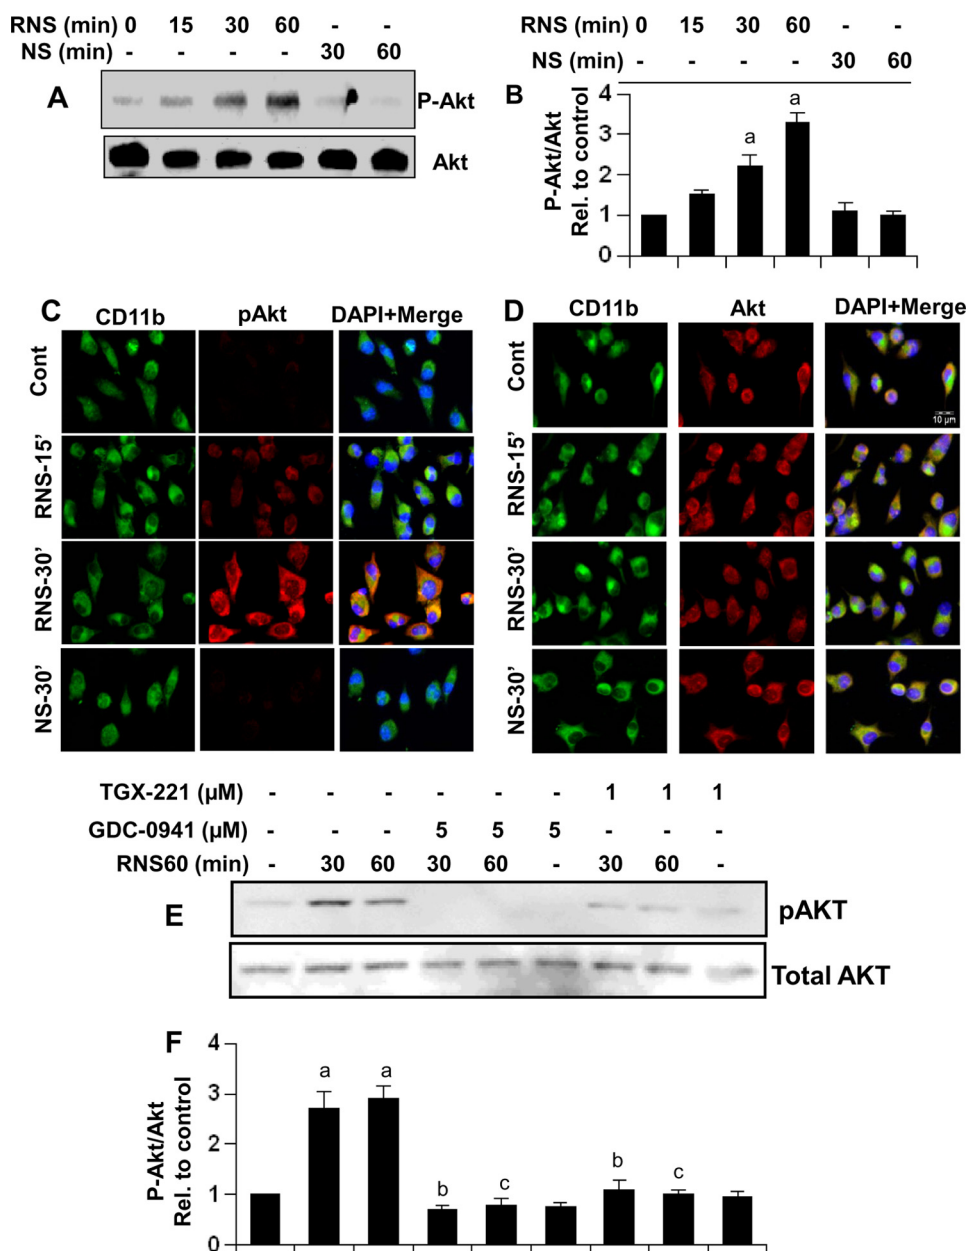 RNS (min) 0 15 30 60 - -
NS (min) - - - - 30 60
A
P-Akt
Akt
RNS (min) 0 15 30 60 - -
NS (min) - - - - 30 60
B
P-Akt/Akt
Rel. to control
4
3
2
1
0
a
a
C
CD11b pAkt DAPI+Merge
Cont
RNS-15'
RNS-30'
NS-30'
D
CD11b Akt DAPI+Merge
Cont
10 µm
RNS-15'
RNS-30'
NS-30'
TGX-221 (µM) - - - - - - 1 1 1
GDC-0941 (µM) - - - 5 5 5 - - -
RNS60 (min) - 30 60 30 60 - 30 60 -
E
pAKT
Total AKT
F
P-Akt/Akt
Rel. to control
4
3
2
1
0
a a b c b c